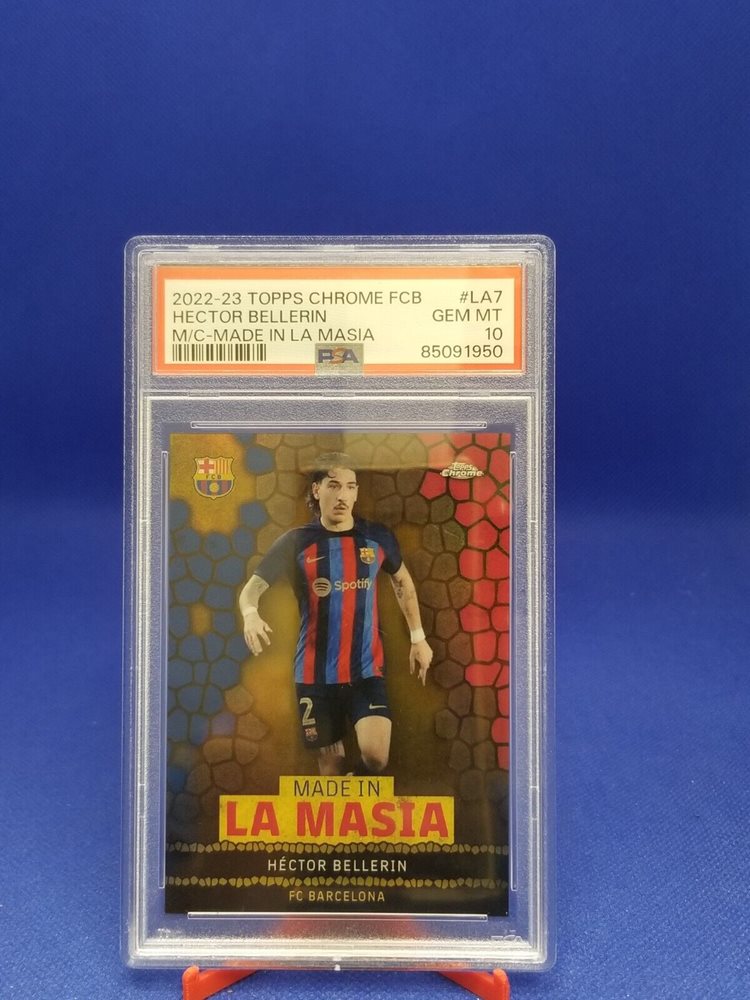 2022-23 TOPPS CHROME FCB #LA7
HECTOR BELLERIN GEM MT
M/C-MADE IN LA MASIA 10
PSA 85091950
FCB
Topps Chrome
Spotify
2
MADE IN
LA MASIA
HÉCTOR BELLERIN
FC BARCELONA